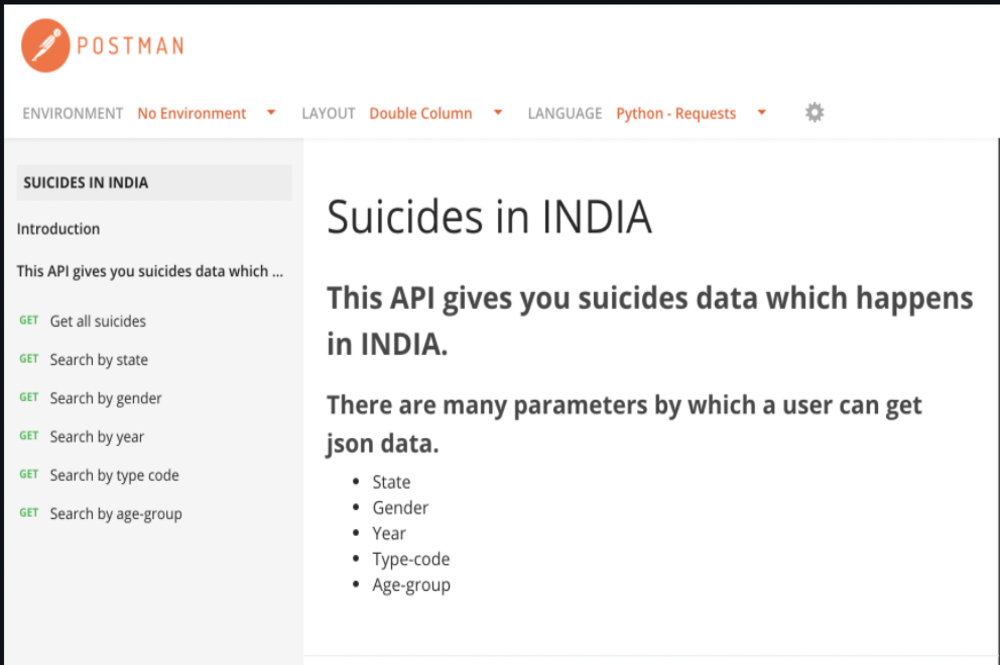 POSTMAN
ENVIRONMENT No Environment LAYOUT Double Column LANGUAGE Python - Requests
SUICIDES IN INDIA
Introduction
This API gives you suicides data which ...
GET Get all suicides
GET Search by state
GET Search by gender
GET Search by year
GET Search by type code
GET Search by age-group
Suicides in INDIA
This API gives you suicides data which happens
in INDIA.
There are many parameters by which a user can get
json data.
• State
• Gender
• Year
• Type-code
• Age-group